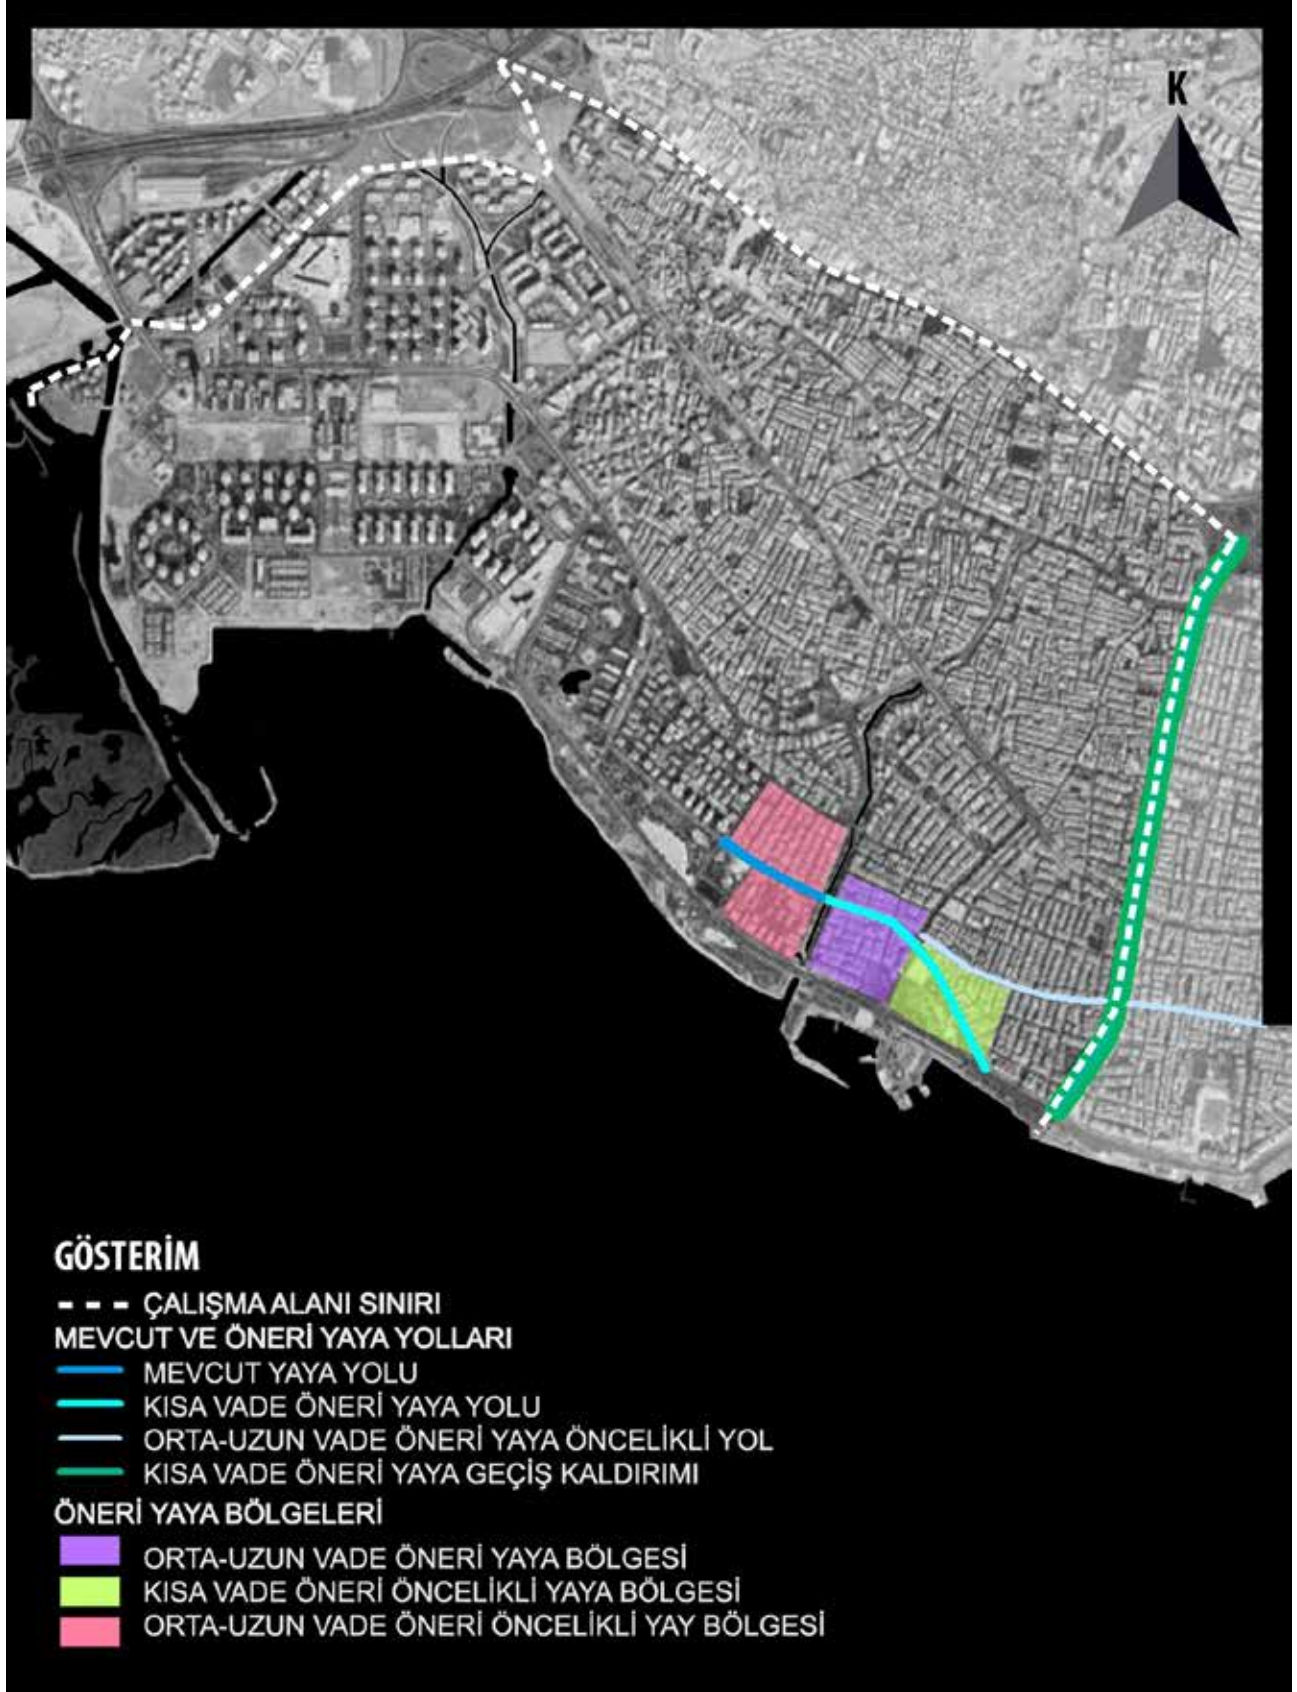 K
GÖSTERİM
ÇALIŞMA ALANI SINIRI
MEVCUT VE ÖNERİ YAYA YOLLARI
MEVCUT YAYA YOLU
KISA VADE ÖNERİ YAYA YOLU
ORTA-UZUN VADE ÖNERİ YAYA ÖNCELİKLİ YOL
KISA VADE ÖNERİ YAYA GEÇİŞ KALDIRIMI
ÖNERİ YAYA BÖLGELERİ
ORTA-UZUN VADE ÖNERİ YAYA BÖLGESİ
KISA VADE ÖNERİ ÖNCELİKLİ YAYA BÖLGESİ
ORTA-UZUN VADE ÖNERİ ÖNCELİKLİ YAY BÖLGESİ